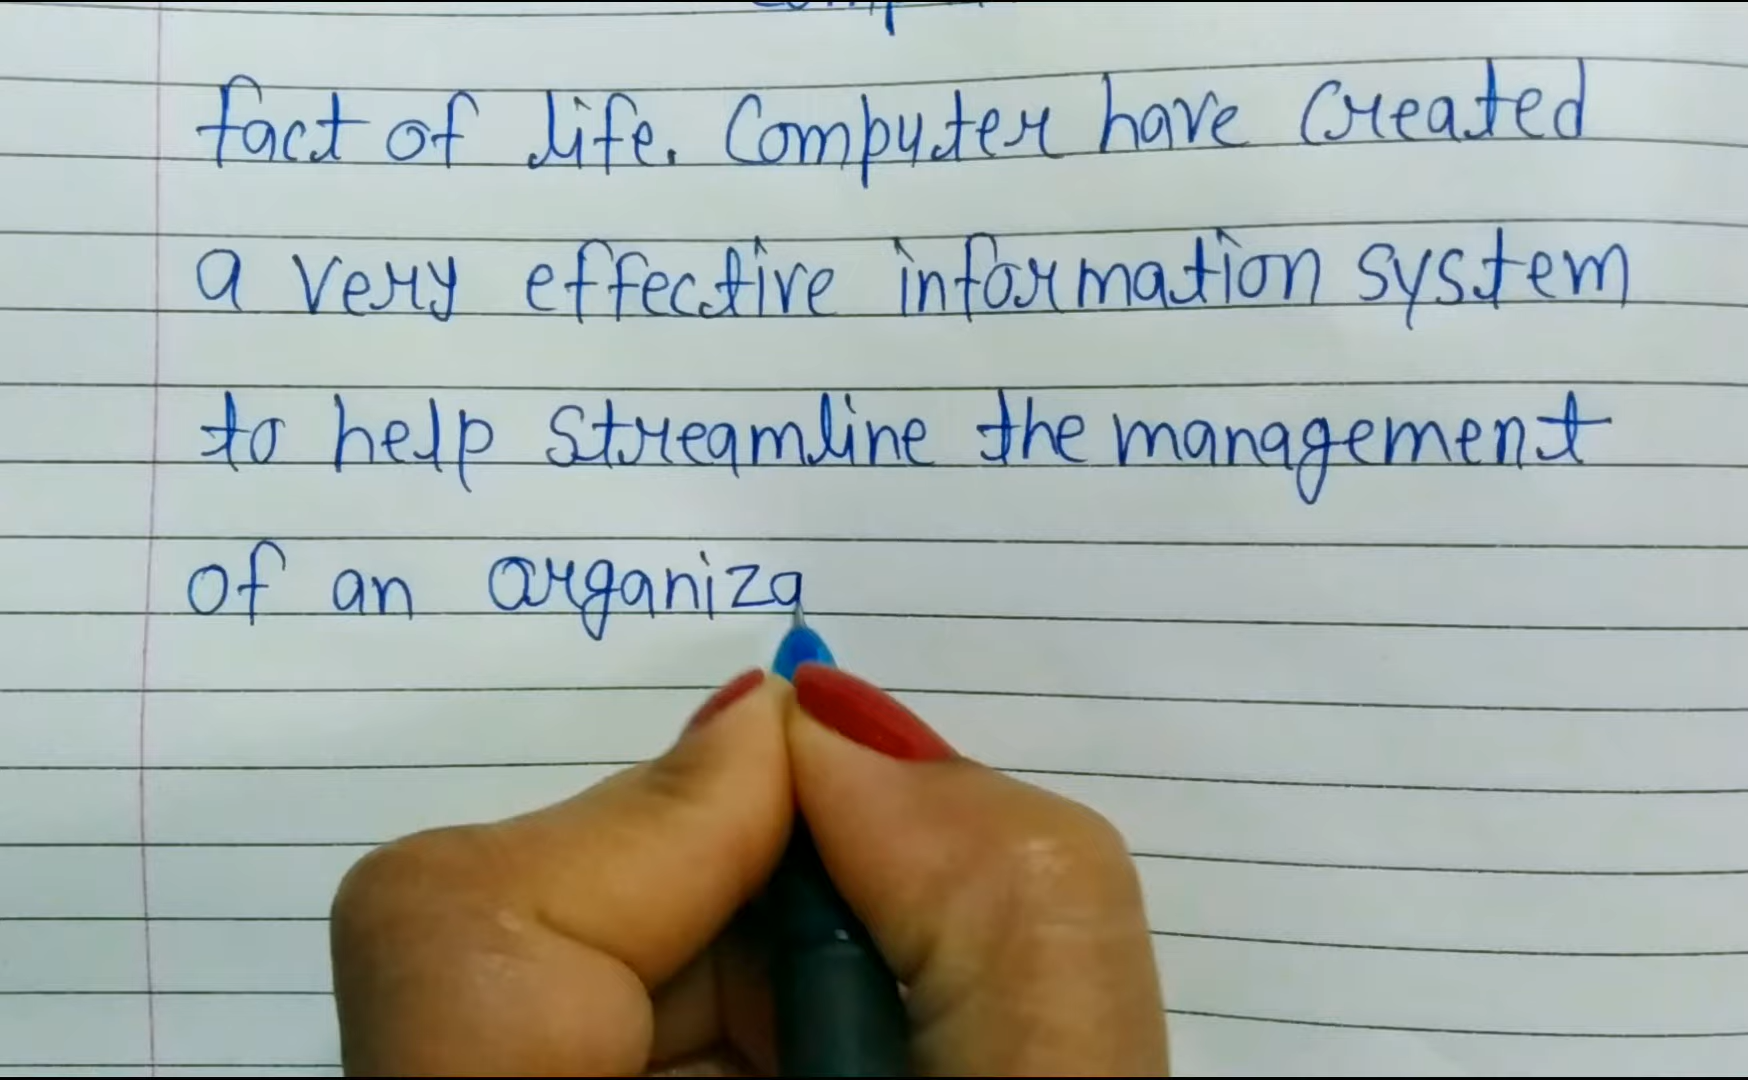 fact of life. Computer have created
a very effective information system
to help streamline the management
of an organiza